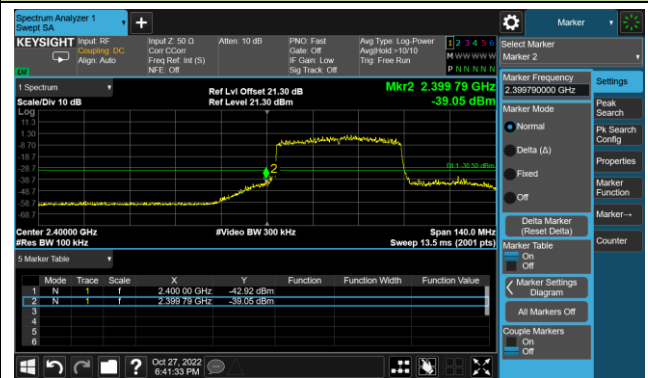 Spectrum Analyzer 1
Swept SA
+
Marker
KEYSIGHT
Input: RF
Coupling: DC
Align: Auto
Input Z: 50 Ω
Corr CCorr
Freq Ref: Int (S)
NFE: Off
Atten: 10 dB
PNO: Fast
Gate: Off
IF Gain: Low
Sig Track: Off
Avg Type: Log-Power
Avg|Hold >10/10
Trig: Free Run
1 2 3 4 5 6
M W W W W W
P N N N N N
Select Marker
Marker 2
LXI
1 Spectrum
Scale/Div 10 dB
Ref Lvl Offset 21.30 dB
Ref Level 21.30 dBm
Mkr2 2.399 79 GHz
-39.05 dBm
Log
11.3
1.30
-8.70
-18.7
-28.7
-38.7
-48.7
-58.7
-68.7
DL1 -30.50 dBm
2
Center 2.40000 GHz
#Res BW 100 kHz
#Video BW 300 kHz
Span 140.0 MHz
Sweep 13.5 ms (2001 pts)
5 Marker Table
Mode Trace Scale X Y Function Function Width Function Value
1 N 1 f 2.400 00 GHz -42.92 dBm
2 N 1 f 2.399 79 GHz -39.05 dBm
3
4
5
6
Marker Frequency
2.399790000 GHz
Marker Mode
Normal
Delta (Δ)
Fixed
Off
Delta Marker
(Reset Delta)
Marker Table
On
Off
Marker Settings
Diagram
All Markers Off
Couple Markers
On
Off
Settings
Peak
Search
Pk Search
Config
Properties
Marker
Function
Marker→
Counter
?
Oct 27, 2022
6:41:33 PM